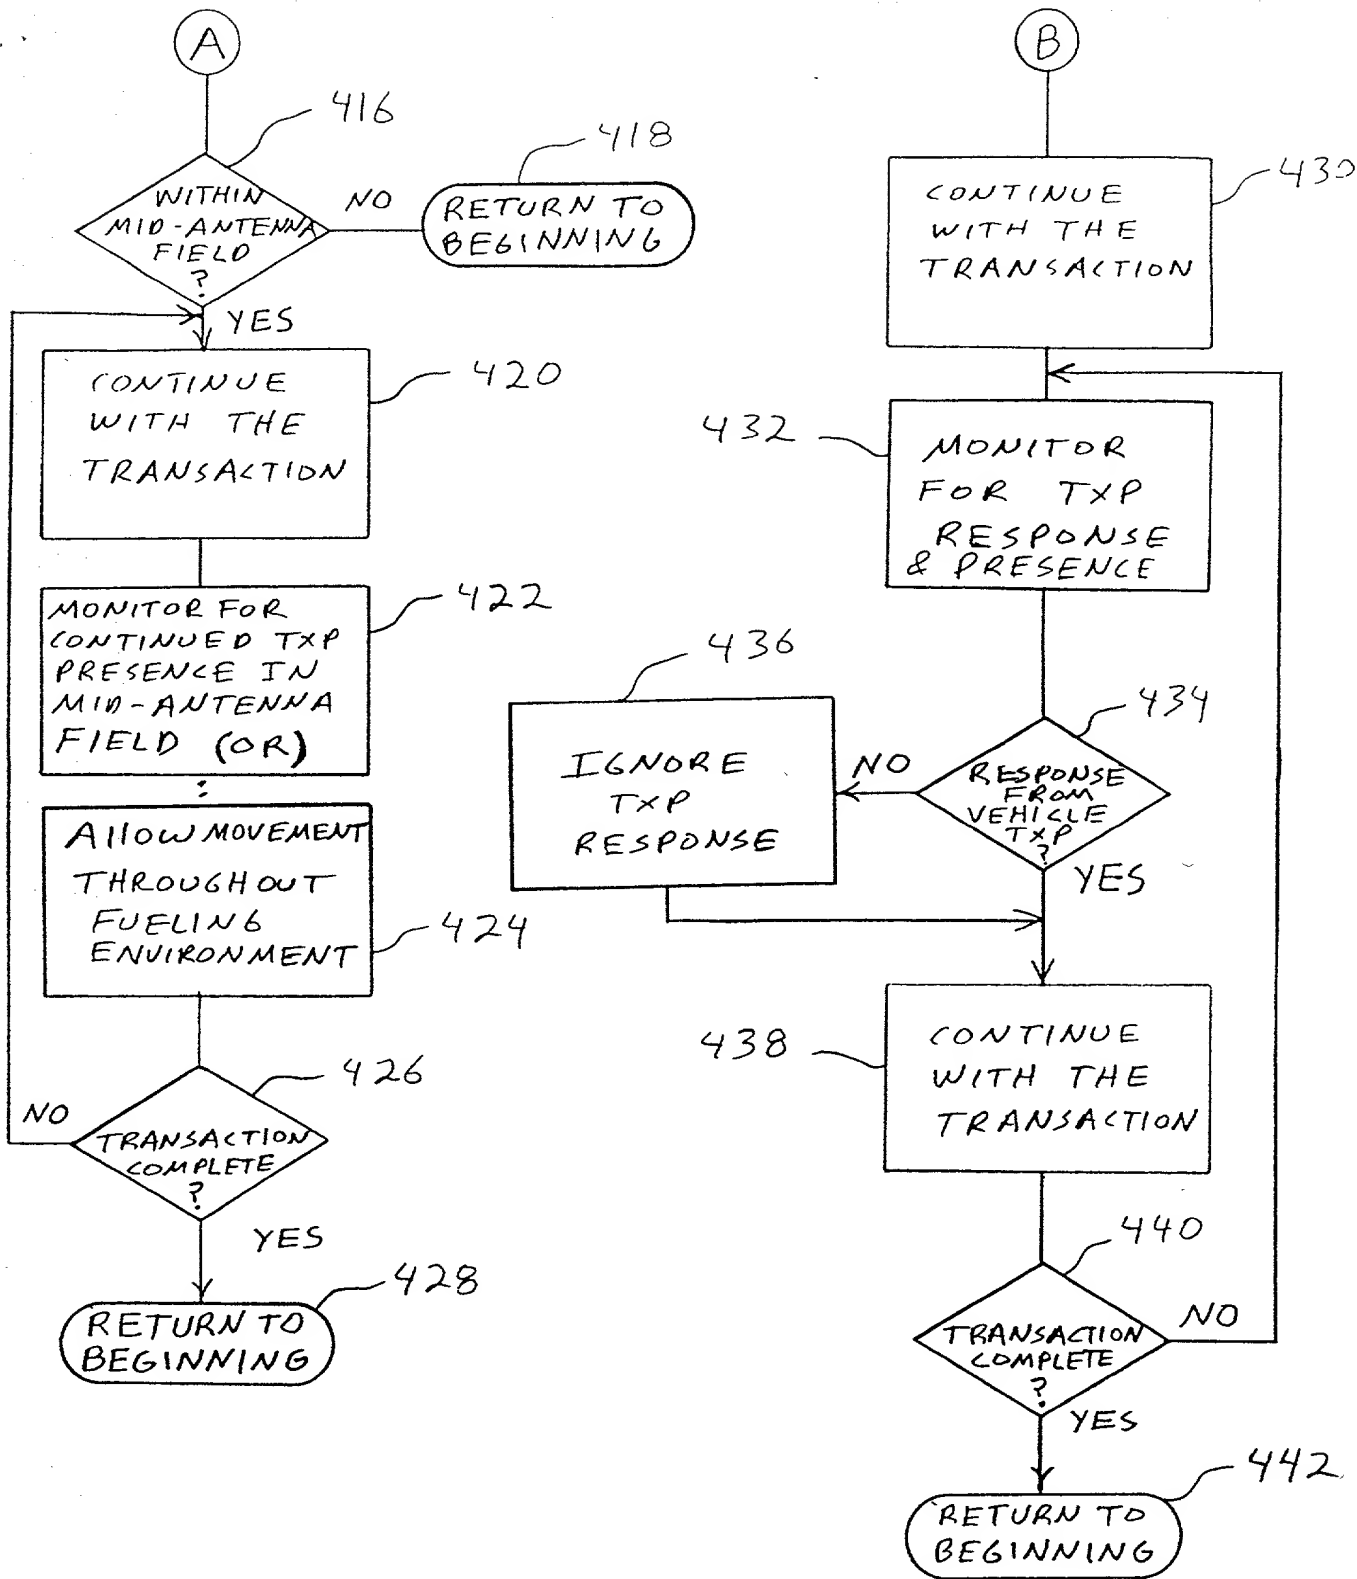 A
416
WITHIN
MID-ANTENNA
FIELD
?
NO
418
RETURN TO
BEGINNING
YES
420
CONTINUE
WITH THE
TRANSACTION
422
MONITOR FOR
CONTINUED TXP
PRESENCE IN
MID-ANTENNA
FIELD (OR)
:
AllOW MOVEMENT
THROUGHOUT
FUELING
ENVIRONMENT
424
426
NO
TRANSACTION
COMPLETE
?
YES
428
RETURN TO
BEGINNING
B
430
CONTINUE
WITH THE
TRANSACTION
432
MONITOR
FOR TXP
RESPONSE
& PRESENCE
436
IGNORE
TXP
RESPONSE
434
NO
RESPONSE
FROM
VEHICLE
TXP
?
YES
438
CONTINUE
WITH THE
TRANSACTION
440
TRANSACTION
COMPLETE
?
NO
YES
442
RETURN TO
BEGINNING